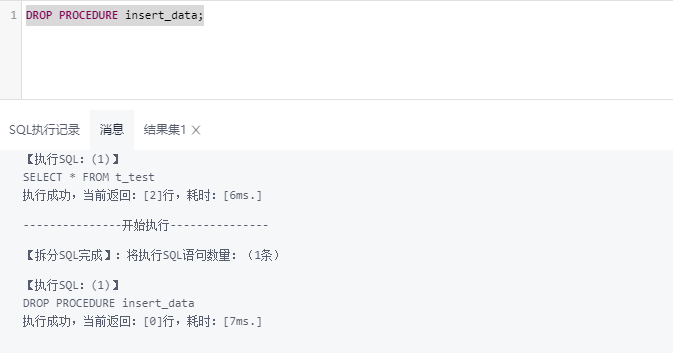 1 DROP PROCEDURE insert_data;
SQL执行记录 消息 结果集1 ×
【执行SQL：(1)】
SELECT * FROM t_test
执行成功，当前返回：[2]行，耗时：[6ms.]
---------------开始执行---------------
【拆分SQL完成】：将执行SQL语句数量：（1条）
【执行SQL：(1)】
DROP PROCEDURE insert_data
执行成功，当前返回：[0]行，耗时：[7ms.]